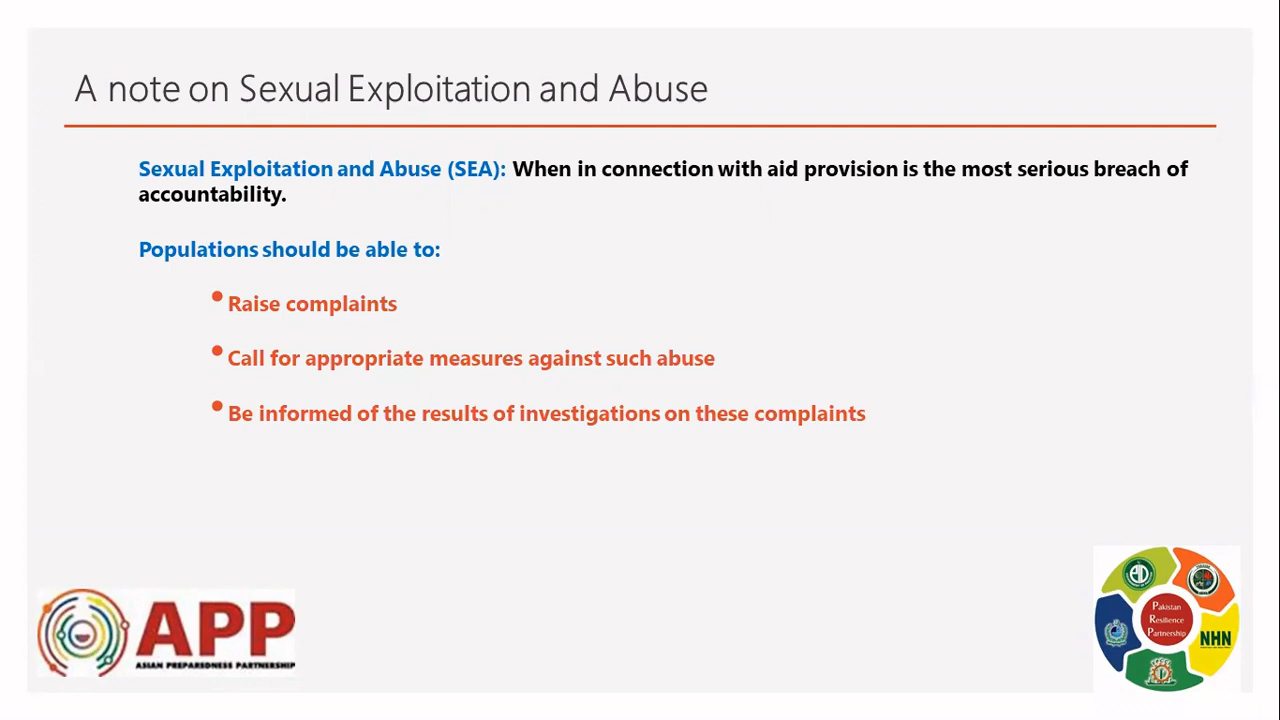 A note on Sexual Exploitation and Abuse
Sexual Exploitation and Abuse (SEA): When in connection with aid provision is the most serious breach of
accountability.
Populations should be able to:
• Raise complaints
• Call for appropriate measures against such abuse
• Be informed of the results of investigations on these complaints
APP
ASIAN PREPAREDNESS PARTNERSHIP
Pakistan
Resilience
Partnership
NHN